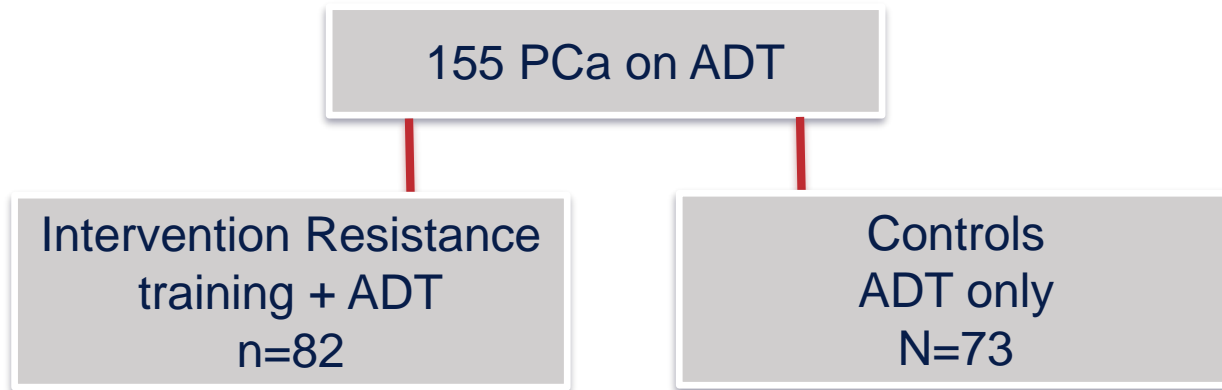 155 PCa on ADT
Intervention Resistance
training + ADT
n=82
Controls
ADT only
N=73